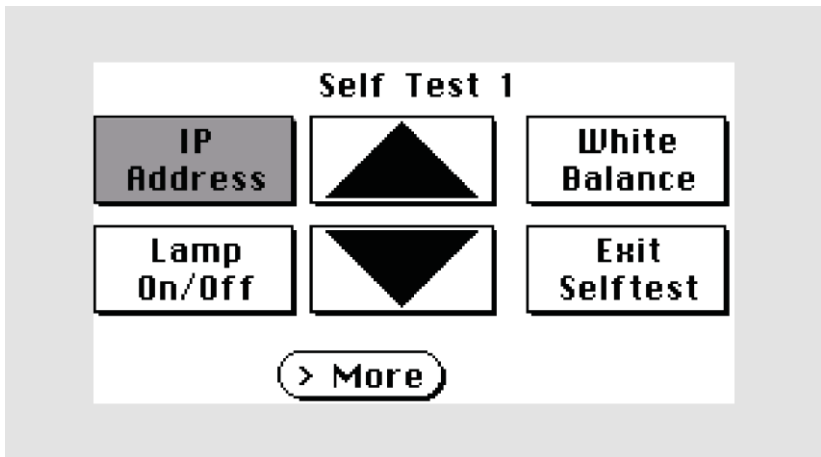 Self Test 1
IP
Address
White
Balance
Lamp
On/Off
Exit
Selftest
> More